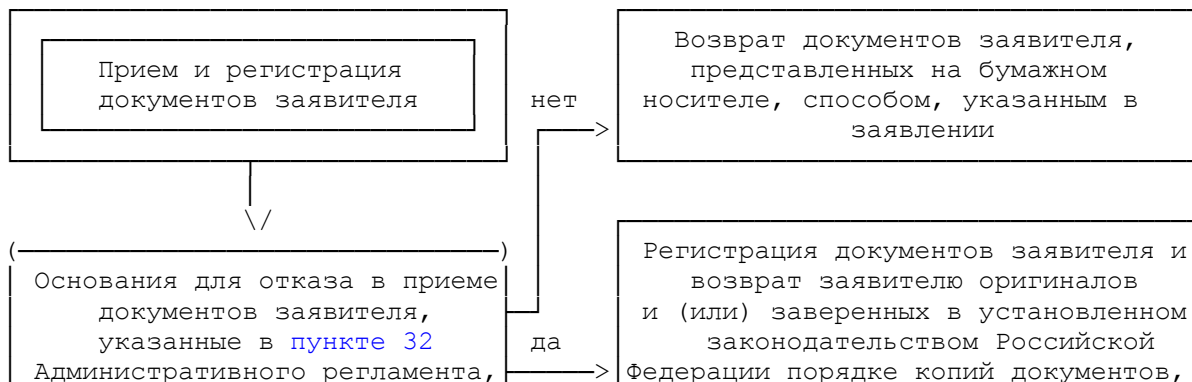 Прием и регистрация
документов заявителя
нет
Возврат документов заявителя,
представленных на бумажном
носителе, способом, указанным в
заявлении
Основания для отказа в приеме
документов заявителя,
указанные в пункте 32
Административного регламента,
да
Регистрация документов заявителя и
возврат заявителю оригиналов
и (или) заверенных в установленном
законодательством Российской
Федерации порядке копий документов,